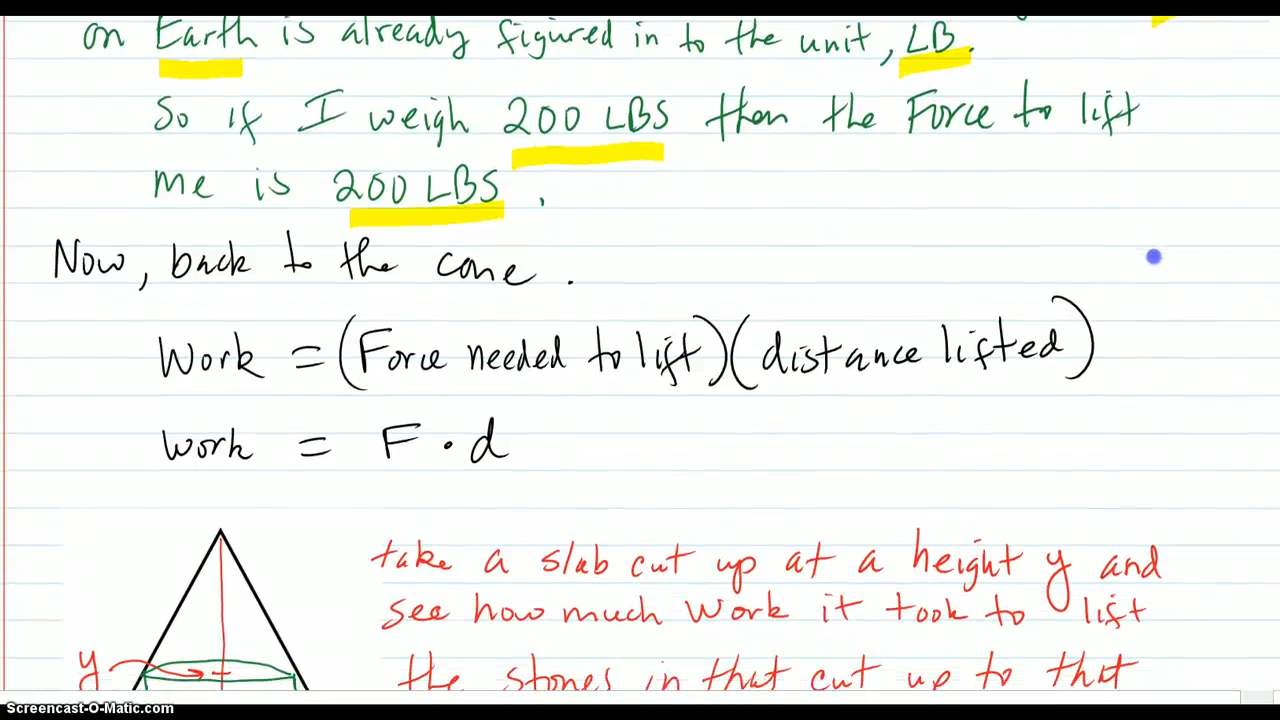 on Earth is already figured in to the unit, LB.
So if I weigh 200 LBS then the Force to lift
me is 200 LBS.
Now, back to the cone.
Work = (Force needed to lift)(distance lifted)
work = F · d
take a slab cut up at a height y and
see how much work it took to lift
y
the stones in that cut up to that
Screencast-O-Matic.com